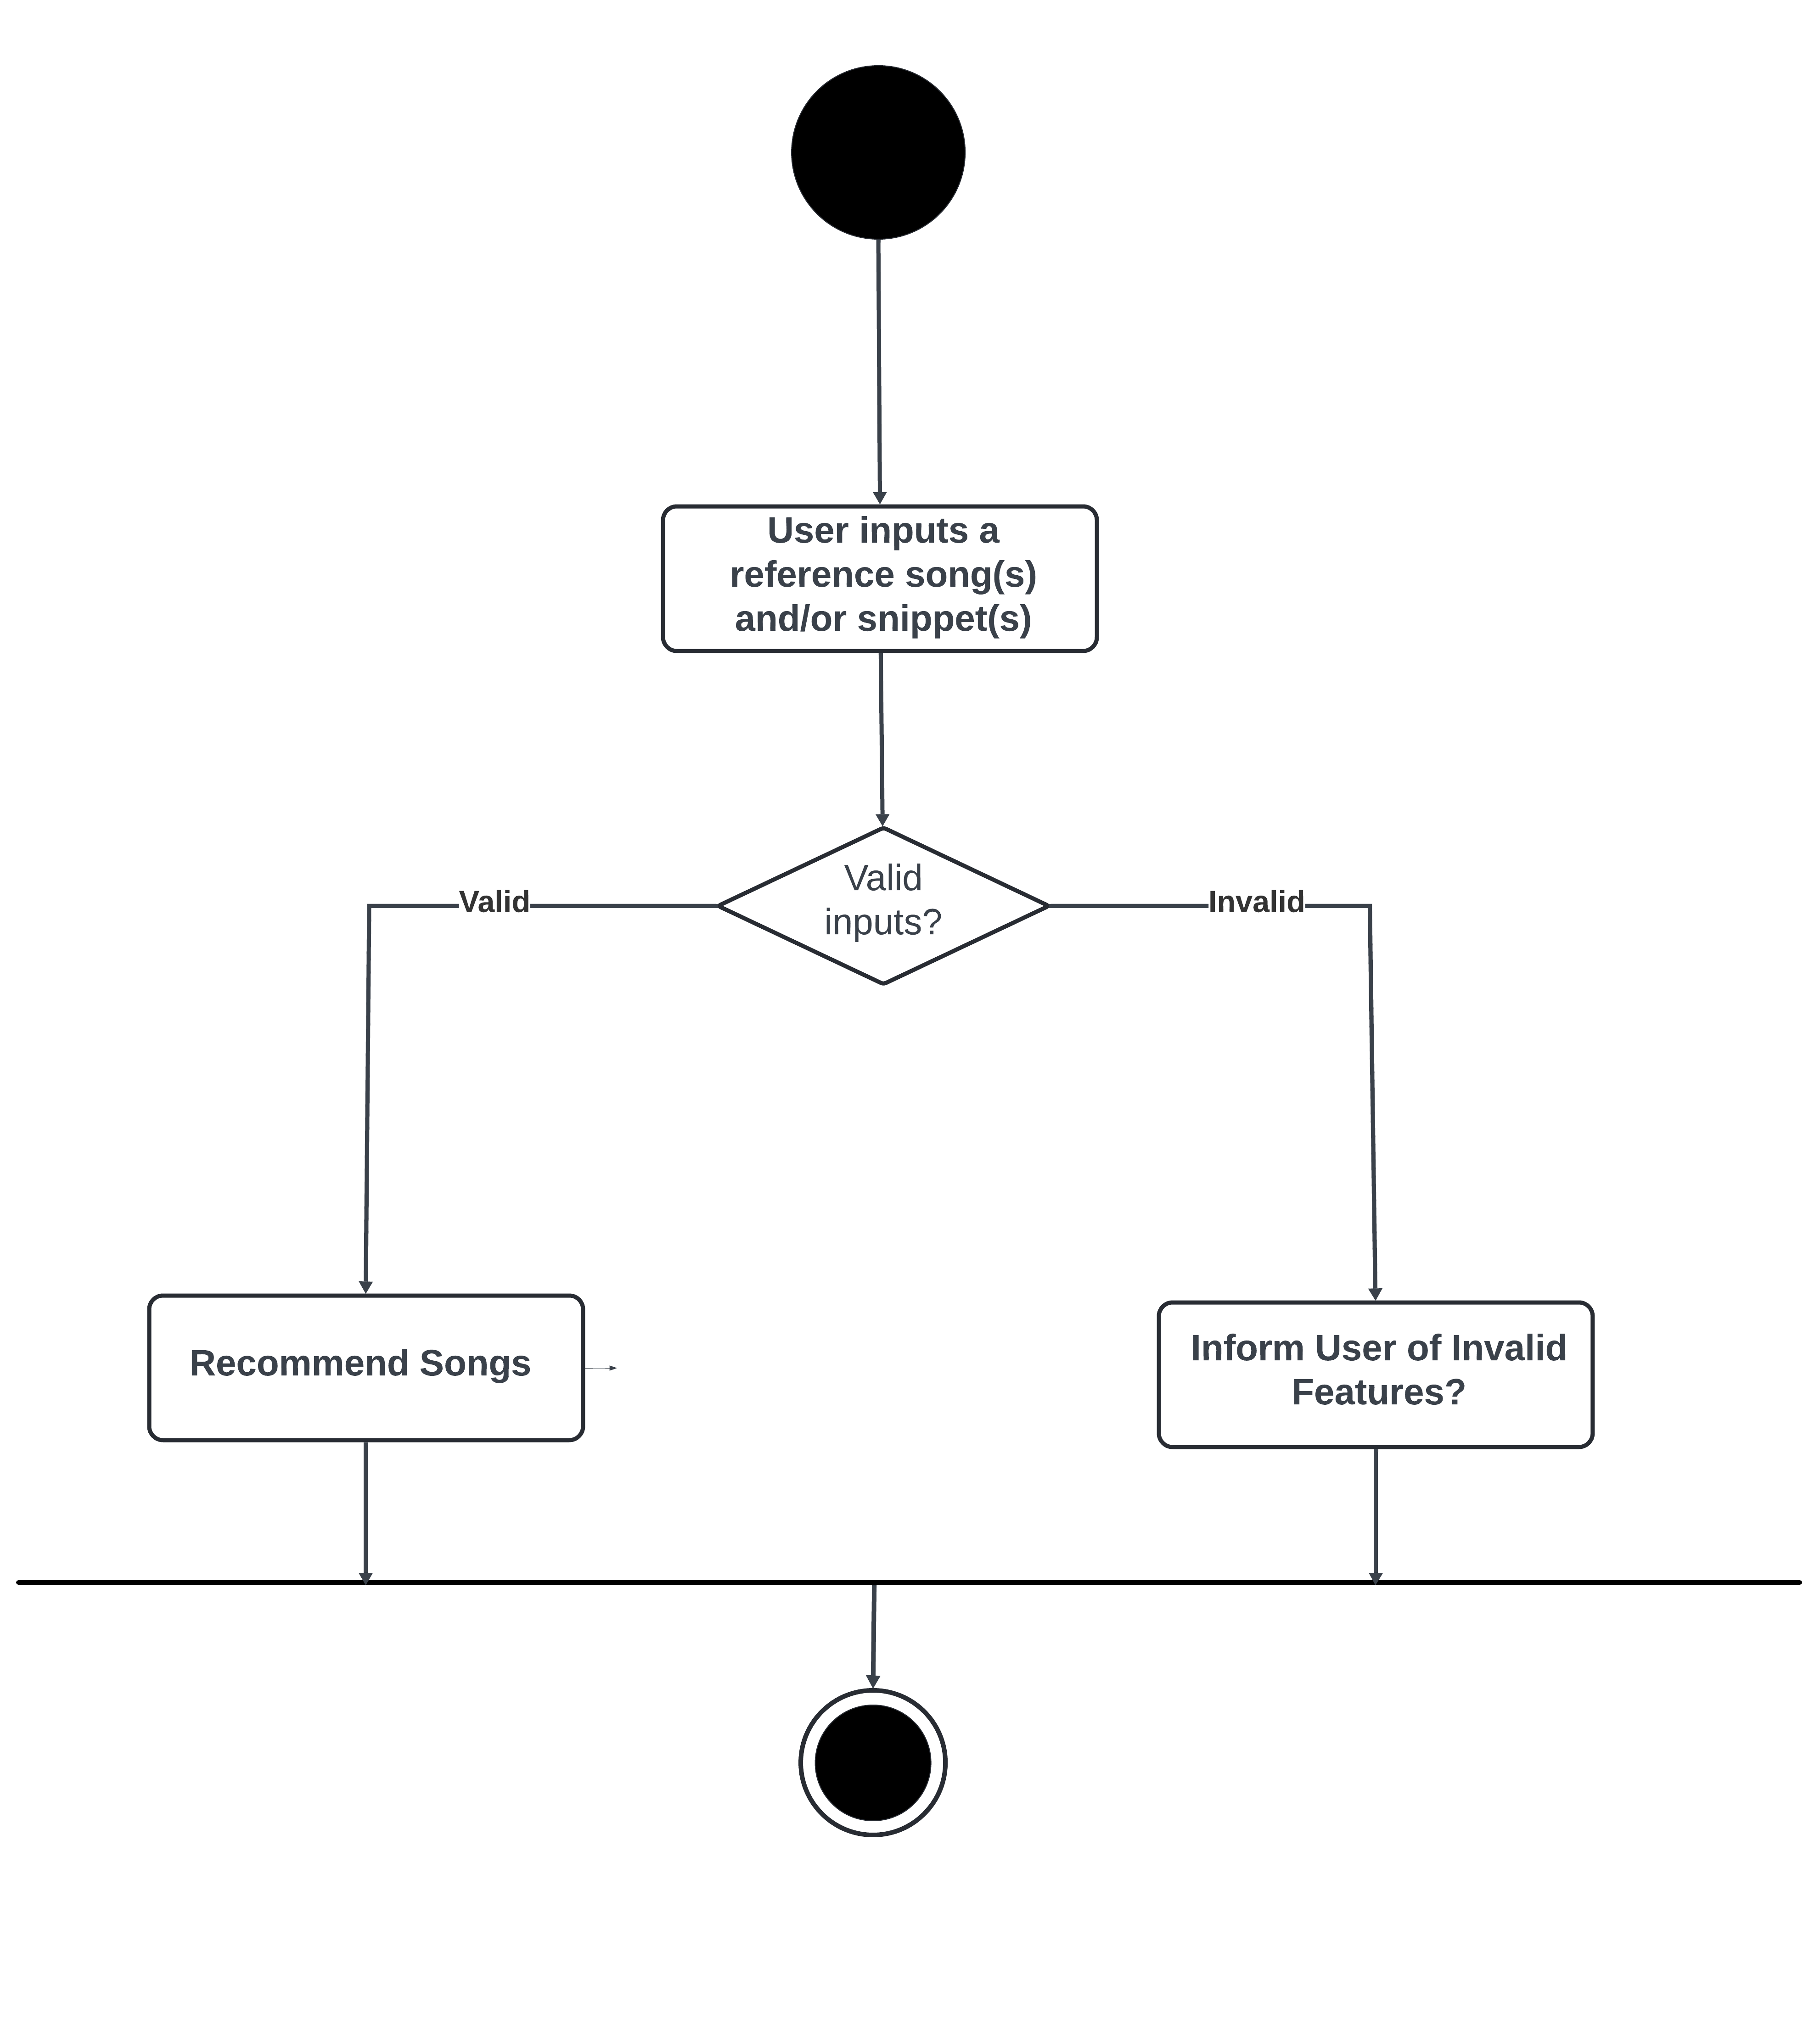 User inputs a
reference song(s)
and/or snippet(s)
Valid
inputs?
Valid
Invalid
Recommend Songs
Inform User of Invalid
Features?